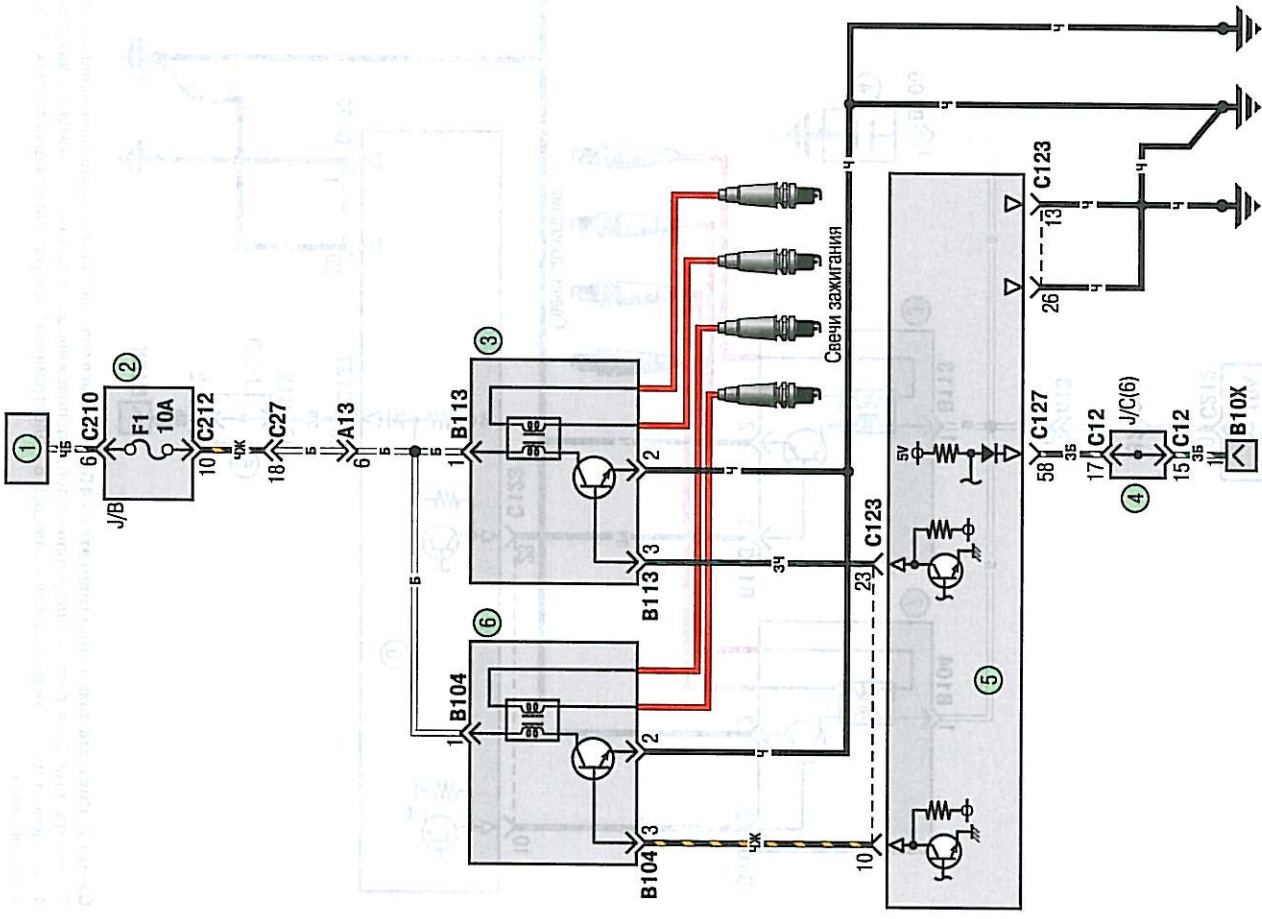 1
ЧБ
6
C210
2
F1
10A
J/B
10
C212
ЧЖ
18
C27
Б
6
A13
Б
Б
Б
1
B113
3
2
3
B113
1
B104
6
2
3
B104
Ч
Ч
Ч
Ч
Ч
Свечи зажигания
ЗЧ
23
C123
ЧЖ
10
5
5V
58
C127
ЗБ
17
C12
J/C(6)
4
15
C12
ЗБ
1
B10X
26
13
C123
Ч
Ч
Ч
Ч